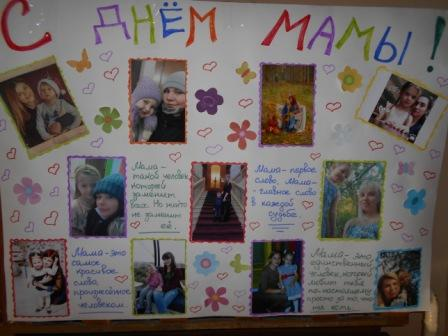 С ДНЁМ МАМЫ!
Мама-
такой человек,
который
заменит
всех. Но никто
не заменит
её.
Мама-первое
слово, Мама-
-главное слово
в каждой
судьбе.
Мама-это
самое
красивое
слово,
произнесённое
человеком.
Мама-это
единственный
человек, который
любит тебя
по-настоящему
просто за то, что
ты есть.